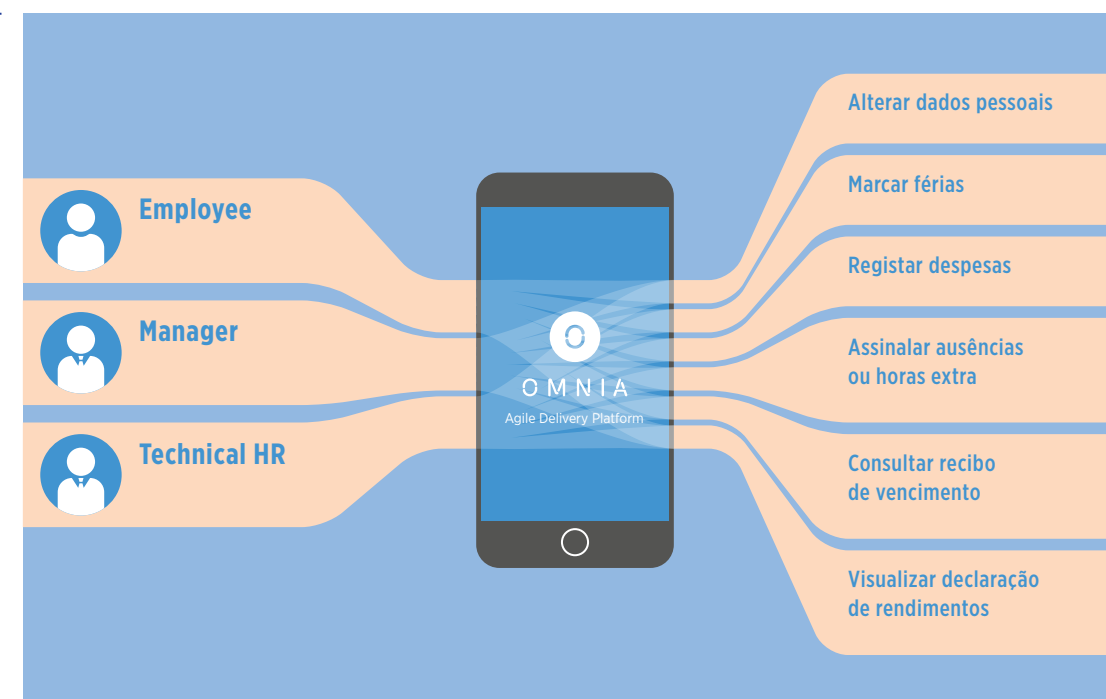 Employee
Manager
Technical HR
OMNIA
Agile Delivery Platform
Alterar dados pessoais
Marcar férias
Registar despesas
Assinalar ausências
ou horas extra
Consultar recibo
de vencimento
Visualizar declaração
de rendimentos